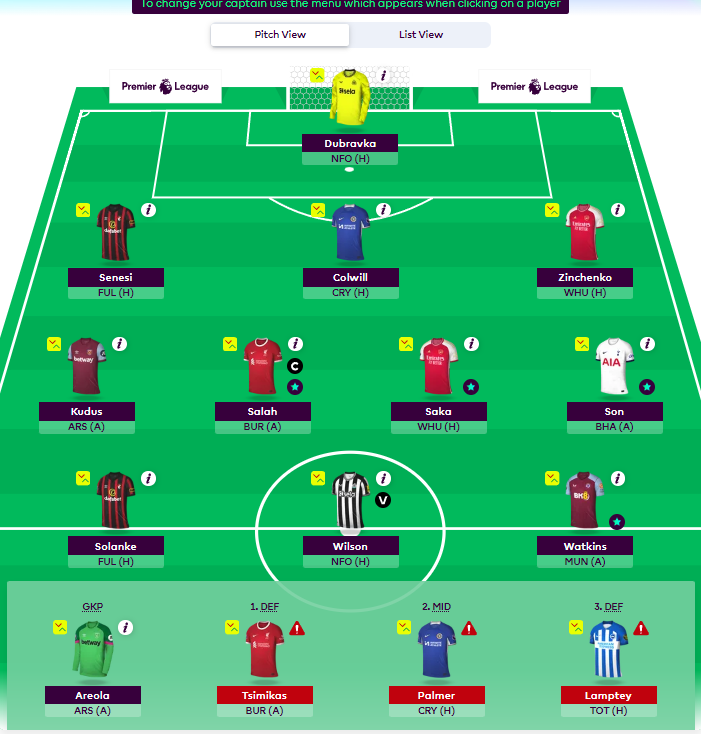 To change your captain use the menu which appears when clicking on a player
Pitch View
List View
Premier League
Premier League
Dubravka
NFO (H)
Senesi
Colwill
Zinchenko
FUL (H)
CRY (H)
WHU (H)
betway
AIA
C
Kudus
Salah
Saka
Son
ARS (A)
BUR (A)
WHU (H)
BHA (A)
V
Solanke
Wilson
Watkins
FUL (H)
NFO (H)
MUN (A)
GKP
1. DEF
2. MID
3. DEF
betway
Areola
Tsimikas
Palmer
Lamptey
ARS (A)
BUR (A)
CRY (H)
TOT (H)